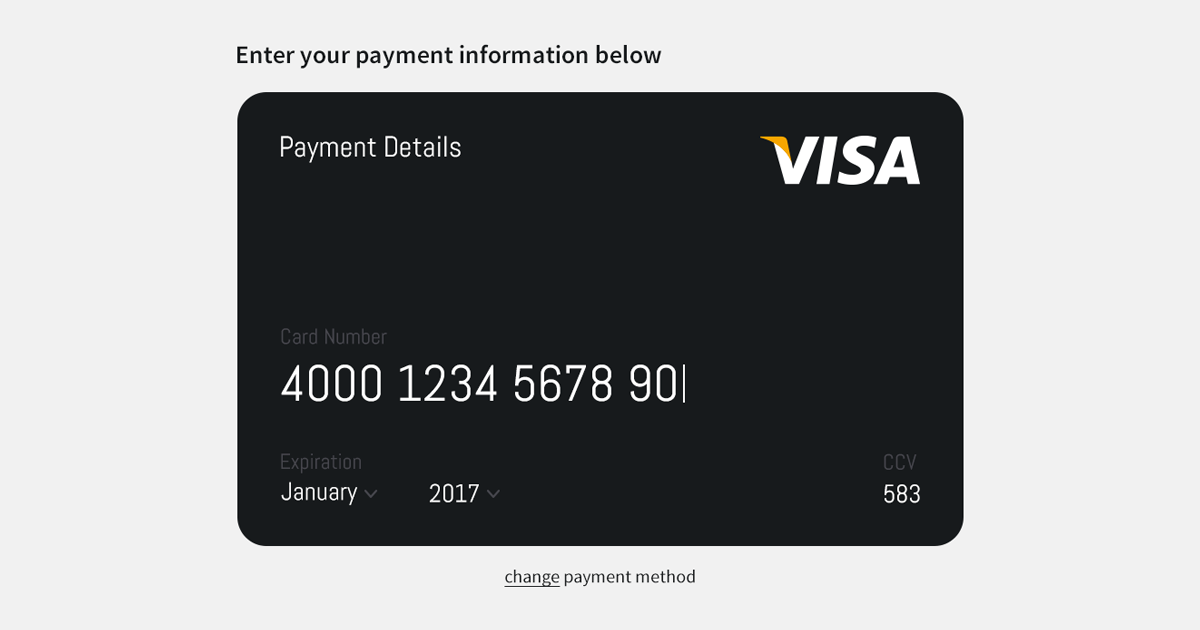 Enter your payment information below
Payment Details
VISA
Card Number
4000 1234 5678 90
Expiration
CCV
January 2017
583
change payment method